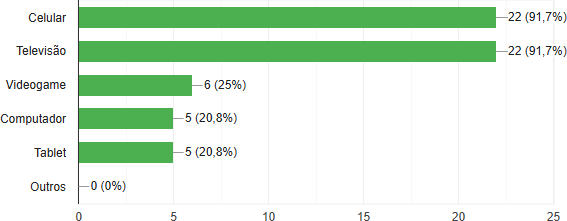 Celular 22 (91,7%)
Televisão 22 (91,7%)
Videogame 6 (25%)
Computador 5 (20,8%)
Tablet 5 (20,8%)
Outros 0 (0%)
0 5 10 15 20 25